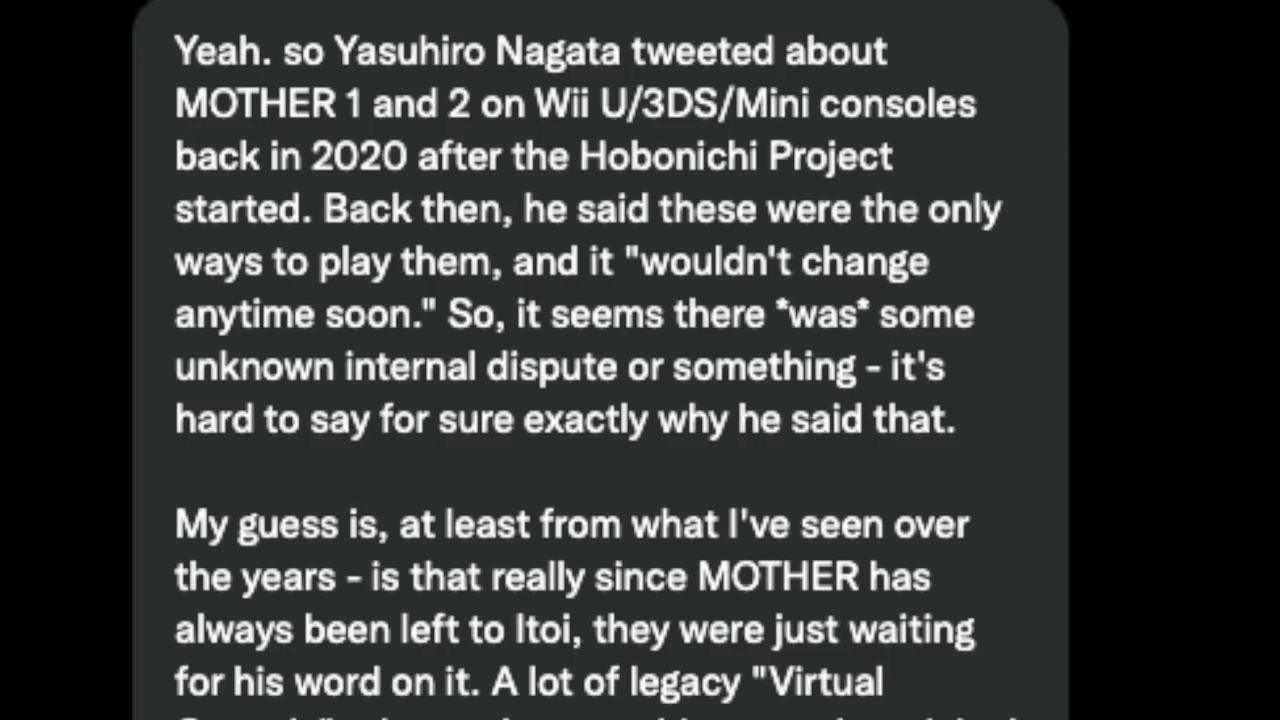 Yeah. so Yasuhiro Nagata tweeted about
MOTHER 1 and 2 on Wii U/3DS/Mini consoles
back in 2020 after the Hobonichi Project
started. Back then, he said these were the only
ways to play them, and it "wouldn't change
anytime soon." So, it seems there *was* some
unknown internal dispute or something - it's
hard to say for sure exactly why he said that.
My guess is, at least from what I've seen over
the years - is that really since MOTHER has
always been left to Itoi, they were just waiting
for his word on it. A lot of legacy "Virtual